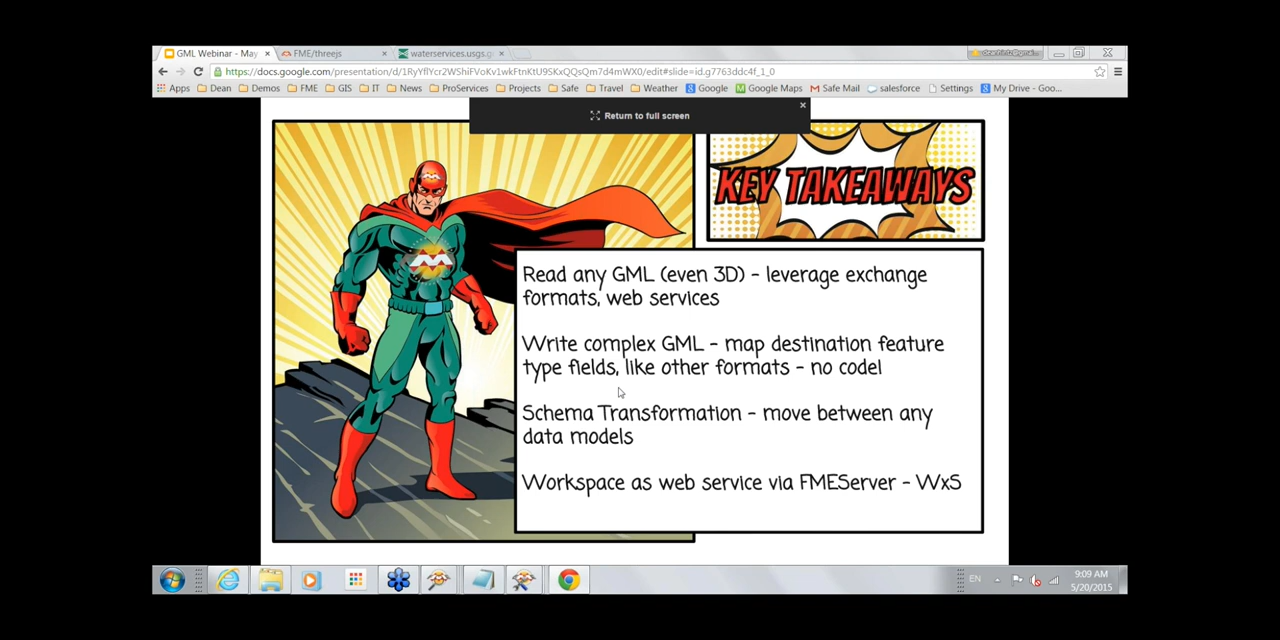 GML Webinar - May
FME/threejs
waterservices.usgs.g
https://docs.google.com/presentation/d/1RyYflYcr2WShiFVoKv1wkFtnKtU9SKxQQsQm7d4mWX0/edit#slide=id.g7763ddc4f_1_0
Apps Dean Demos FME GIS IT News ProServices Projects Safe Travel Weather Google Google Maps Safe Mail salesforce Settings My Drive - Goo...
Return to full screen
KEY TAKEAWAYS
Read any GML (even 3D) - leverage exchange
formats, web services
Write complex GML - map destination feature
type fields, like other formats - no code!
Schema Transformation - move between any
data models
Workspace as web service via FMEServer - WxS
EN
9:09 AM
5/20/2015